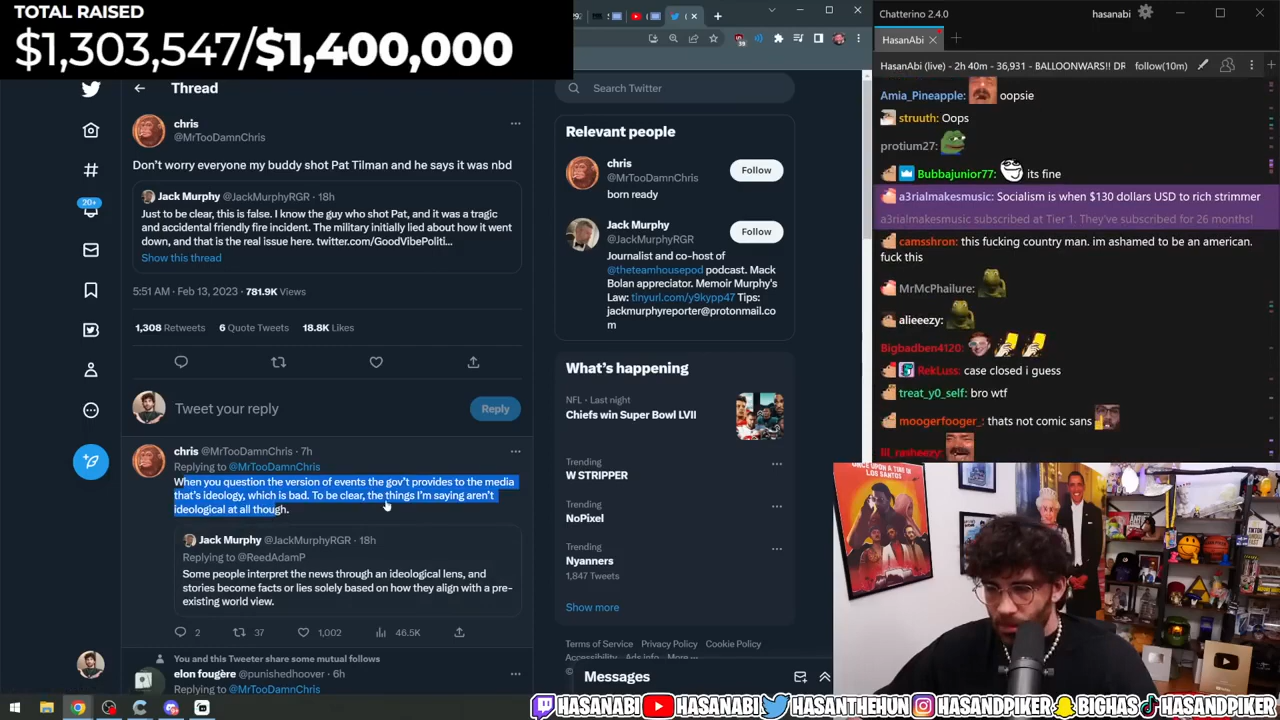 TOTAL RAISED
$1,303,547/$1,400,000
Thread
chris
@MrTooDamnChris
Don't worry everyone my buddy shot Pat Tilman and he says it was nbd
Jack Murphy @JackMurphyRGR · 18h
Just to be clear, this is false. I know the guy who shot Pat, and it was a tragic
and accidental friendly fire incident. The military initially lied about how it went
down, and that is the real issue here. twitter.com/GoodVibePoliti...
Show this thread
5:51 AM · Feb 13, 2023 · 781.9K Views
1,308 Retweets 6 Quote Tweets 18.8K Likes
20+
Tweet your reply
Reply
chris @MrTooDamnChris · 7h
Replying to @MrTooDamnChris
When you question the version of events the gov't provides to the media
that's ideology, which is bad. To be clear, the things I'm saying aren't
ideological at all though.
Jack Murphy @JackMurphyRGR · 18h
Replying to @ReedAdamP
Some people interpret the news through an ideological lens, and
stories become facts or lies solely based on how they align with a pre-
existing world view.
2 37 1,002 46.5K
You and this Tweeter share some mutual follows
elon fougère @punishedhoover · 6h
Replying to @MrTooDamnChris
Search Twitter
Relevant people
chris
@MrTooDamnChris
Follow
born ready
Jack Murphy
@JackMurphyRGR
Follow
Journalist and co-host of
@theteamhousepod podcast. Mack
Bolan appreciator. Memoir Murphy's
Law: tinyurl.com/y9kypp47 Tips:
jackmurphyreporter@protonmail.co
m
What's happening
NFL · Last night
Chiefs win Super Bowl LVII
Trending
W STRIPPER
Trending
NoPixel
Trending
Nyanners
1,847 Tweets
Show more
Terms of Service Privacy Policy Cookie Policy
Accessibility Ads info More
Messages
Chatterino 2.4.0
hasanabi
HasanAbi
HasanAbi (live) - 2h 40m - 36,931 - BALLOONWARS!! DR follow(10m)
Amia_Pineapple: oopsie
struuth: Oops
protium27:
Bubbajunior77: its fine
a3rialmakesmusic: Socialism is when $130 dollars USD to rich strimmer
a3rialmakesmusic subscribed at Tier 1. They've subscribed for 26 months!
camsshron: this fucking country man. im ashamed to be an american.
fuck this
MrMcPhailure:
alieeezy:
Bigbadben4120:
RekLuss: case closed i guess
treat_y0_self: bro wtf
moogerfooger_: thats not comic sans
lil_rasheezy:
ONCE UPON A TIME IN
LOS SANTOS
HASANABI HASANABI HASANTHEHUN HASANDPIKER BIGHAS HASANDPIKER